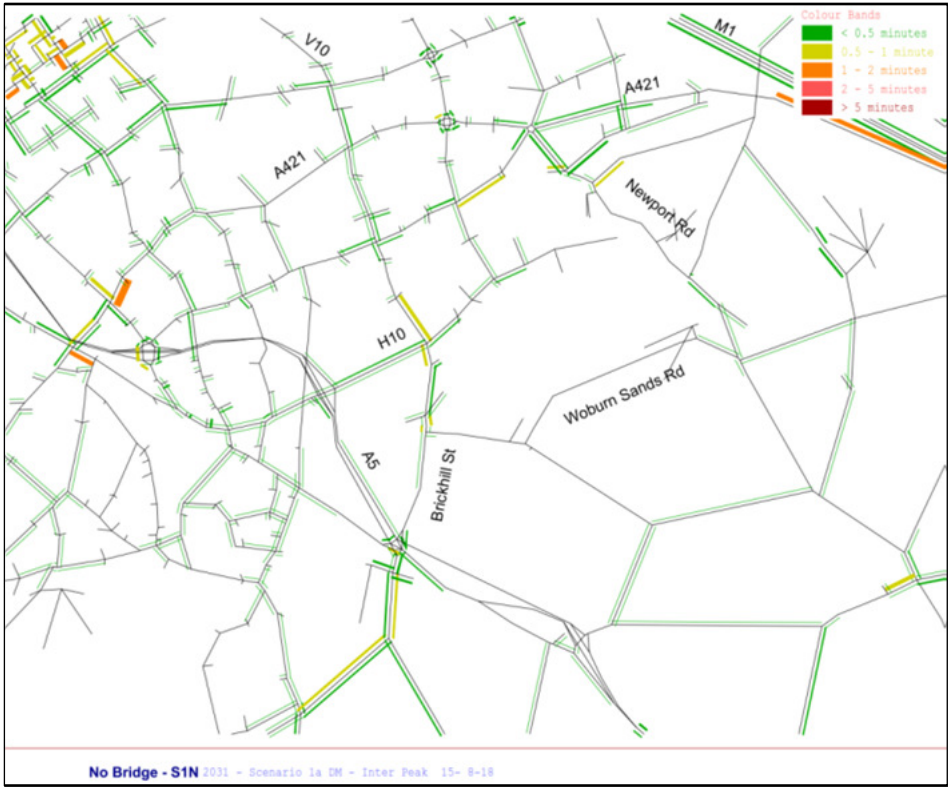 Colour Bands
< 0.5 minutes
0.5 - 1 minute
1 - 2 minutes
2 - 5 minutes
> 5 minutes
M1
V10
A421
A421
Newport Rd
H10
Woburn Sands Rd
A5
Brickhill St
No Bridge - S1N 2031 - Scenario 1a DM - Inter Peak 15- 8-18